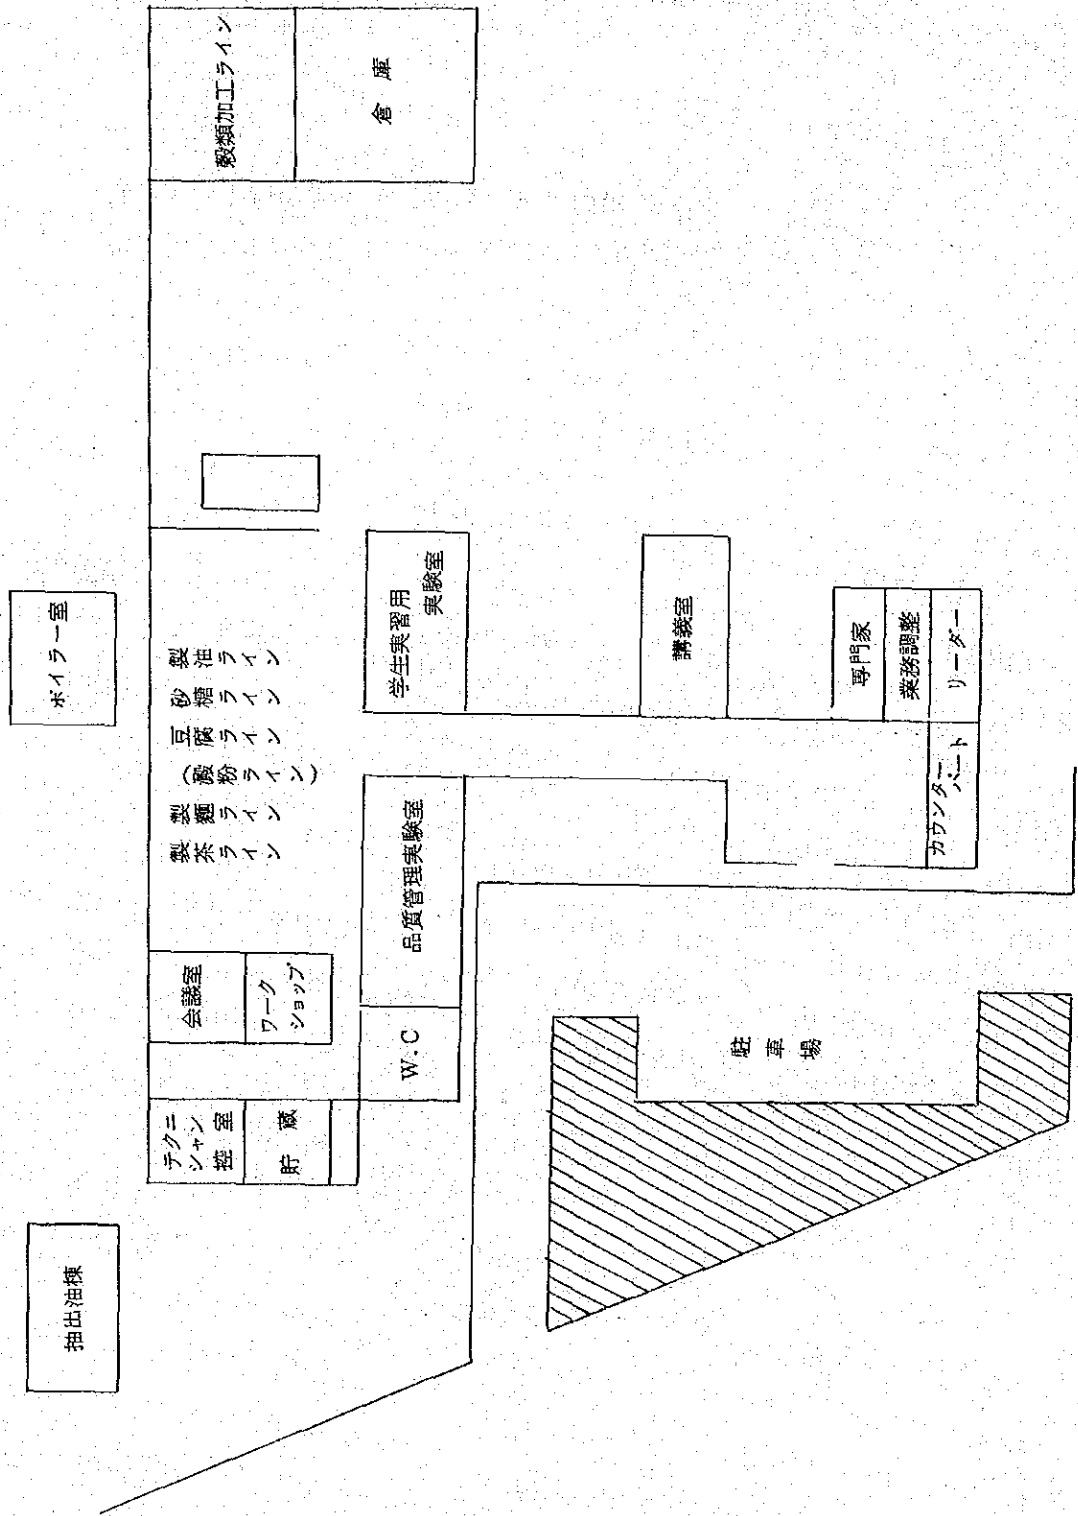 抽出油棟
ボイラー室
テクニ
シャン
控 室
会議室
製油ライン
砂糖ライン
豆腐ライン
(澱粉ライン)
製麵ライン
製茶ライン
穀類加工ライン
貯 蔵
ワーク
ショップ
倉 庫
W.C
品質管理実験室
学生実習用
実験室
講義室
駐車場
専門家
業務調整
リーダー
カウンター
パート